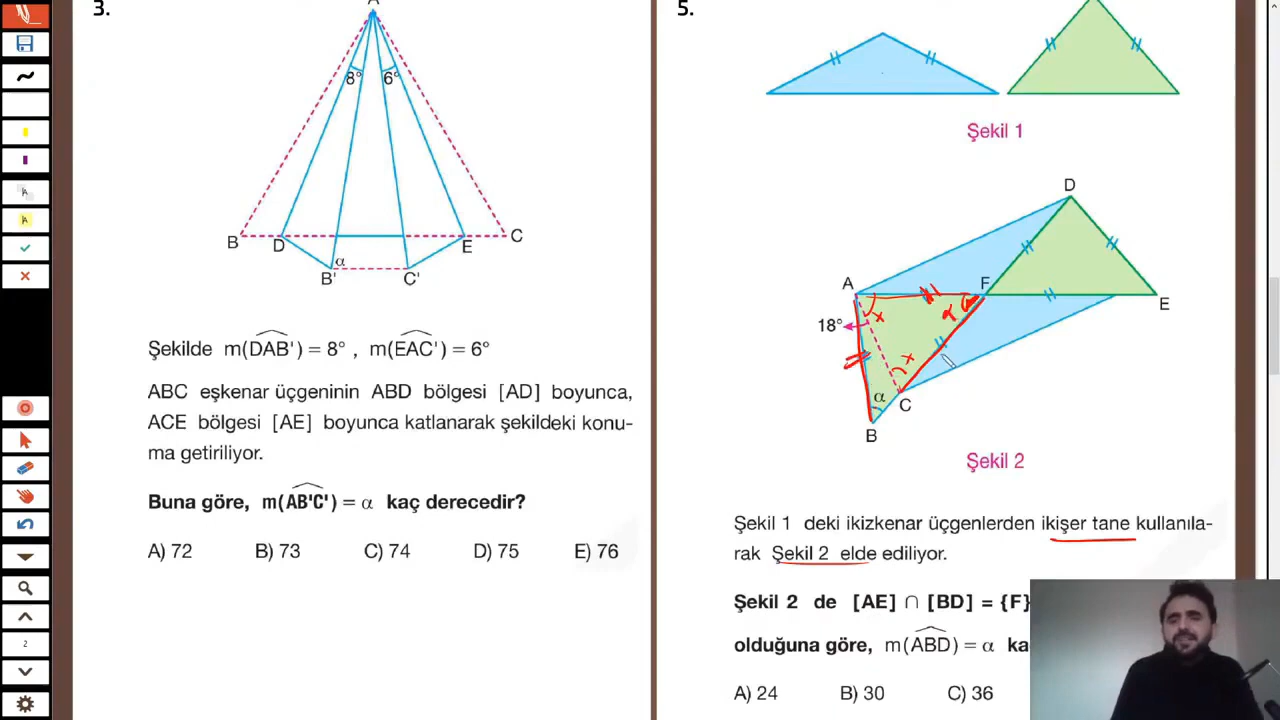 3.
A
8°
6°
B
D
E
C
α
B'
C'
Şekilde m(DAB') = 8° , m(EAC') = 6°
ABC eşkenar üçgeninin ABD bölgesi [AD] boyunca,
ACE bölgesi [AE] boyunca katlanarak şekildeki konu-
ma getiriliyor.
Buna göre, m(AB'C') = α kaç derecedir?
A) 72 B) 73 C) 74 D) 75 E) 76
5.
Şekil 1
D
A
F
E
x
α
18°
x
α
C
B
Şekil 2
Şekil 1 deki ikizkenar üçgenlerden ikişer tane kullanıla-
rak Şekil 2 elde ediliyor.
Şekil 2 de [AE] ∩ [BD] = {F}
olduğuna göre, m(ABD) = α ka
A) 24 B) 30 C) 36
2